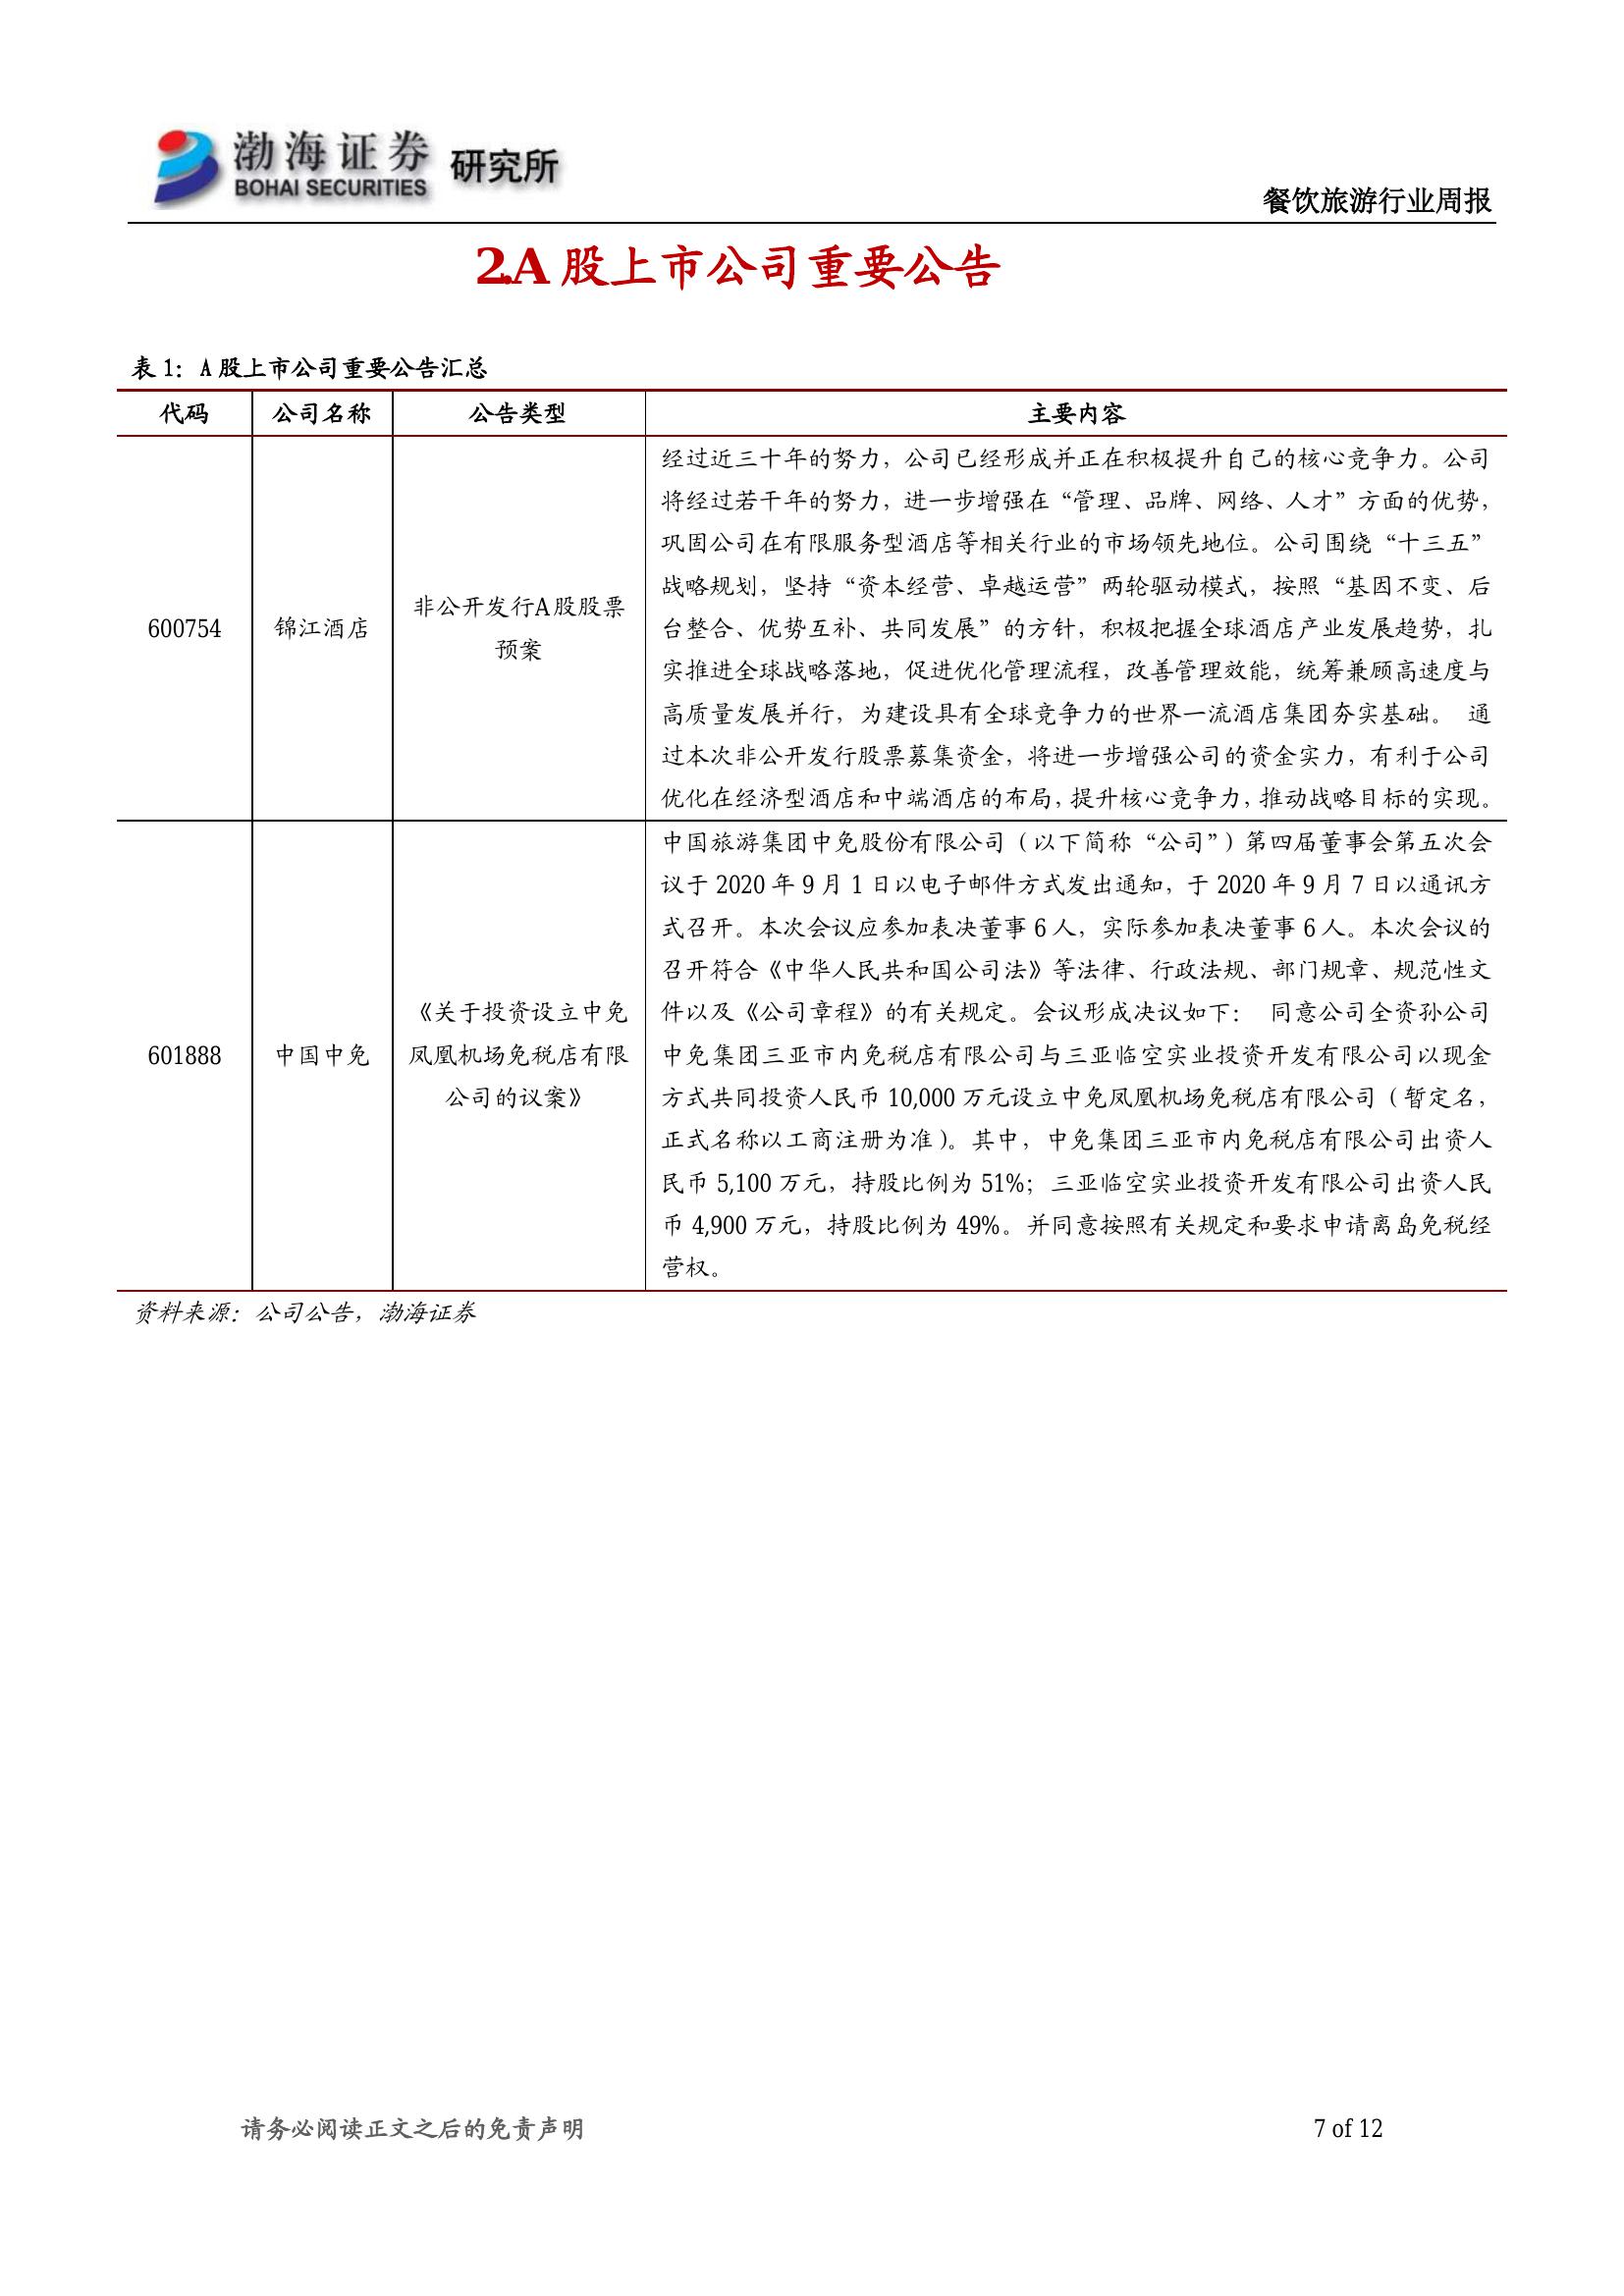 渤海证券 研究所
BOHAI SECURITIES
餐饮旅游行业周报
2.A 股上市公司重要公告
表 1：A 股上市公司重要公告汇总
代码 公司名称 公告类型 主要内容
600754 锦江酒店
非公开发行A股股票
预案
经过近三十年的努力，公司已经形成并正在积极提升自己的核心竞争力。公司
将经过若干年的努力，进一步增强在“管理、品牌、网络、人才”方面的优势，
巩固公司在有限服务型酒店等相关行业的市场领先地位。公司围绕“十三五”
战略规划，坚持“资本经营、卓越运营”两轮驱动模式，按照“基因不变、后
台整合、优势互补、共同发展”的方针，积极把握全球酒店产业发展趋势，扎
实推进全球战略落地，促进优化管理流程，改善管理效能，统筹兼顾高速度与
高质量发展并行，为建设具有全球竞争力的世界一流酒店集团夯实基础。 通
过本次非公开发行股票募集资金，将进一步增强公司的资金实力，有利于公司
优化在经济型酒店和中端酒店的布局，提升核心竞争力，推动战略目标的实现。
601888 中国中免
《关于投资设立中免
凤凰机场免税店有限
公司的议案》
中国旅游集团中免股份有限公司（以下简称“公司”）第四届董事会第五次会
议于 2020 年 9 月 1 日以电子邮件方式发出通知，于 2020 年 9 月 7 日以通讯方
式召开。本次会议应参加表决董事 6 人，实际参加表决董事 6 人。本次会议的
召开符合《中华人民共和国公司法》等法律、行政法规、部门规章、规范性文
件以及《公司章程》的有关规定。会议形成决议如下： 同意公司全资孙公司
中免集团三亚市内免税店有限公司与三亚临空实业投资开发有限公司以现金
方式共同投资人民币 10,000 万元设立中免凤凰机场免税店有限公司（暂定名，
正式名称以工商注册为准）。其中，中免集团三亚市内免税店有限公司出资人
民币 5,100 万元，持股比例为 51%；三亚临空实业投资开发有限公司出资人民
币 4,900 万元，持股比例为 49%。并同意按照有关规定和要求申请离岛免税经
营权。
资料来源：公司公告，渤海证券
请务必阅读正文之后的免责声明 7 of 12